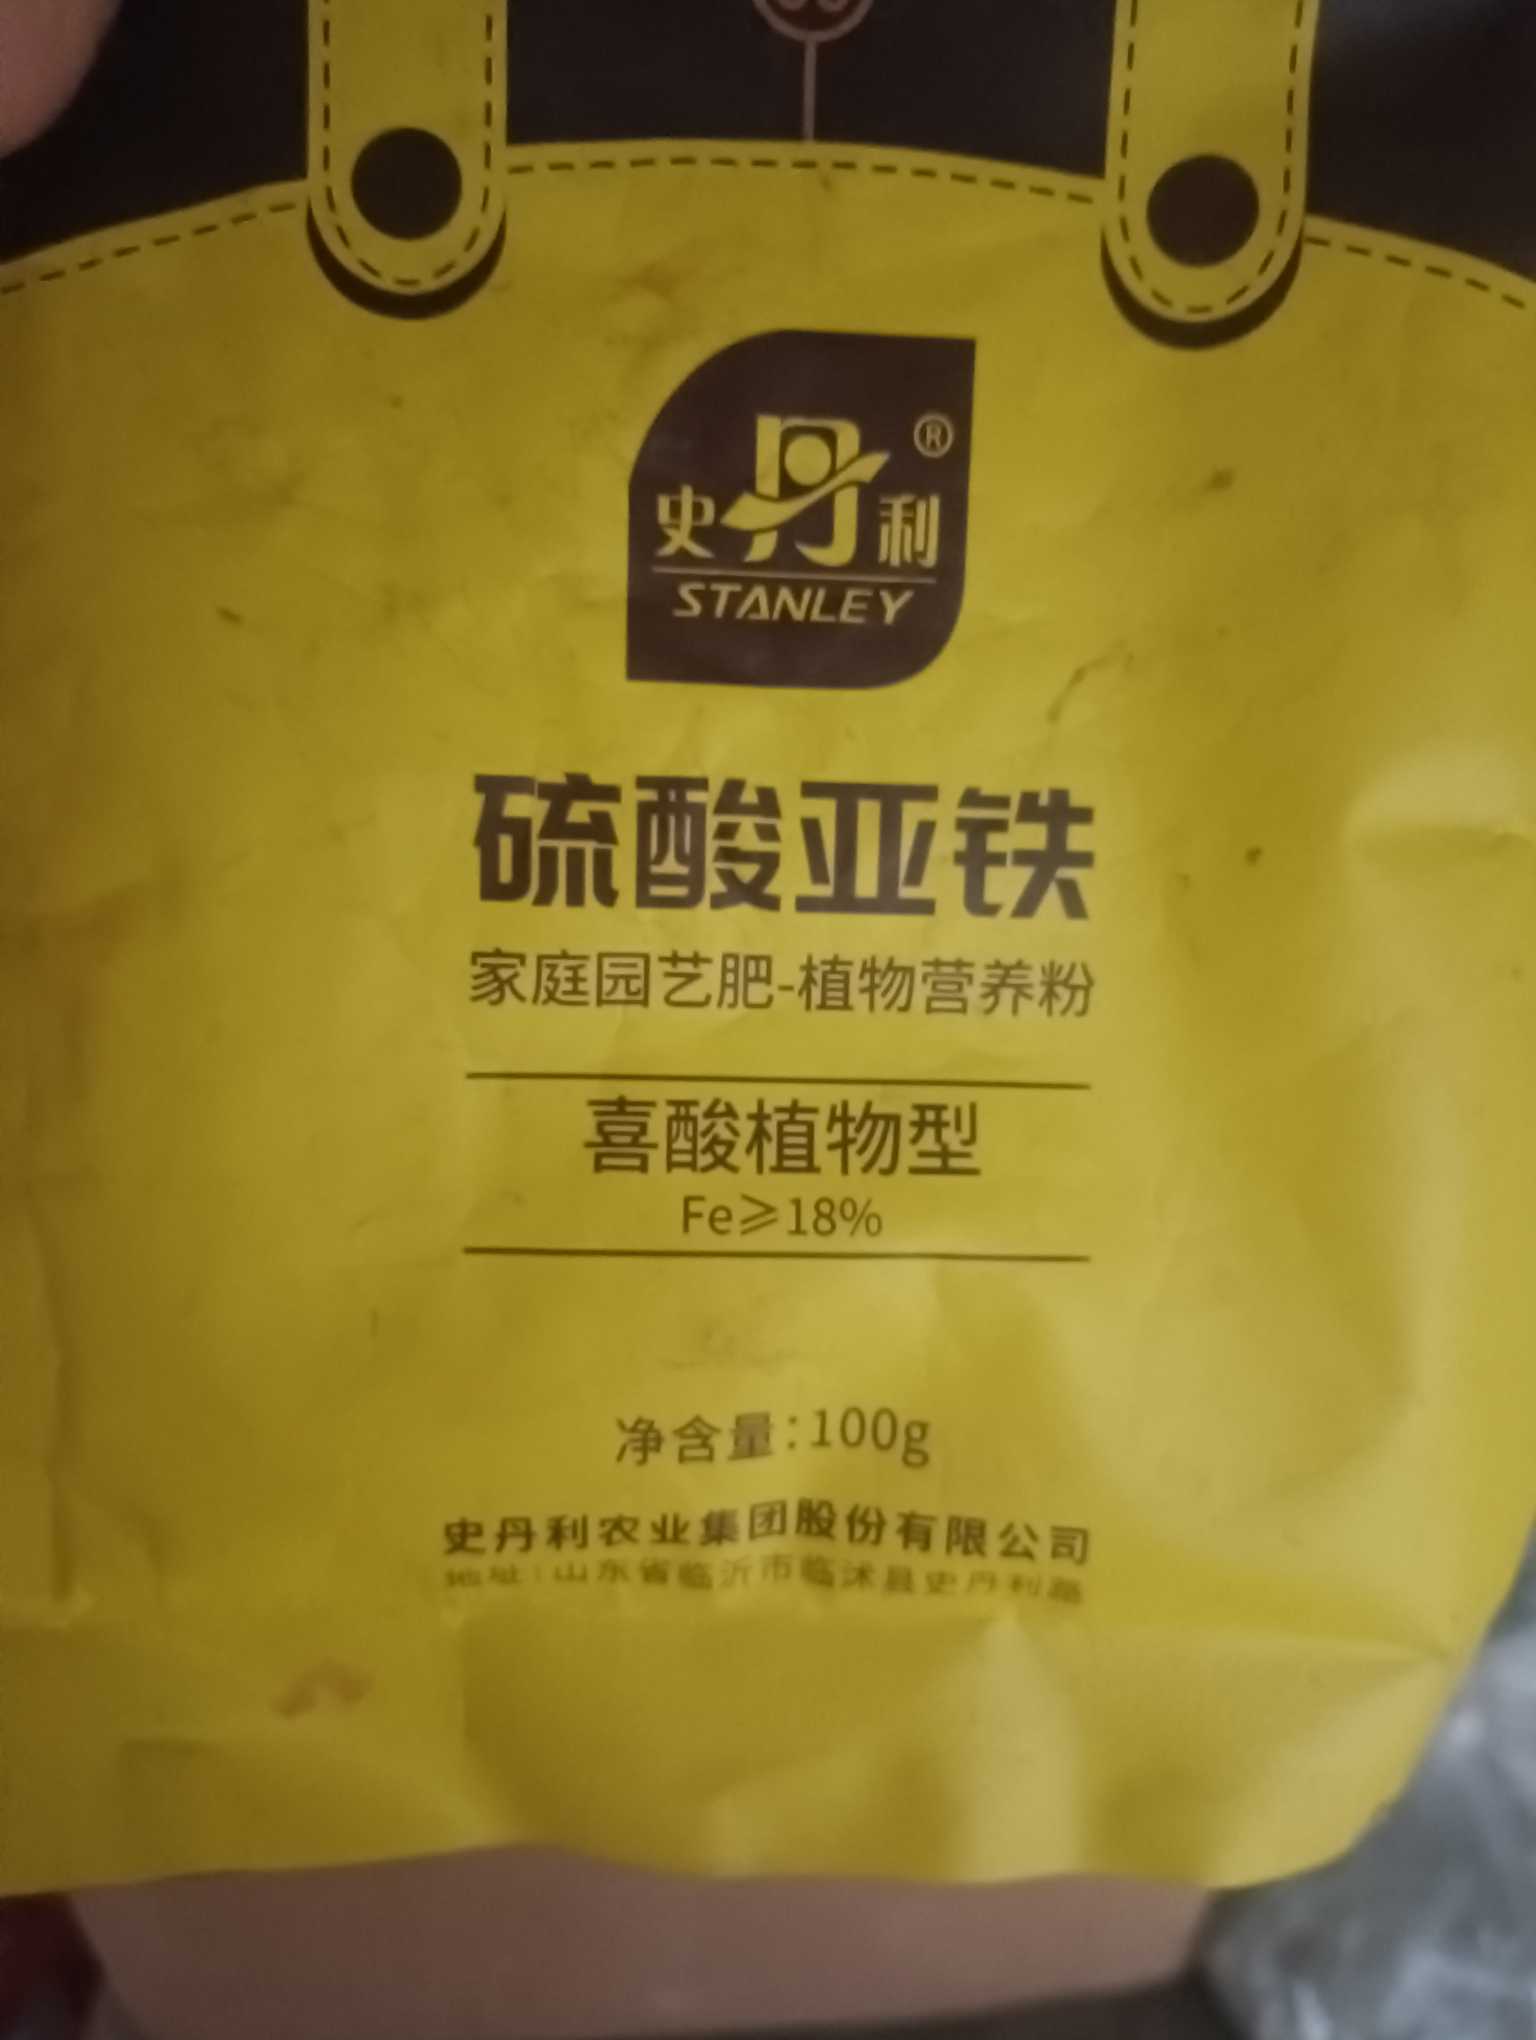 史丹利®
STANLEY
硫酸亚铁
家庭园艺肥-植物营养粉
喜酸植物型
Fe⩾18%
净含量:100g
史丹利农业集团股份有限公司
地址:山东省临沂市临沭县史丹利路